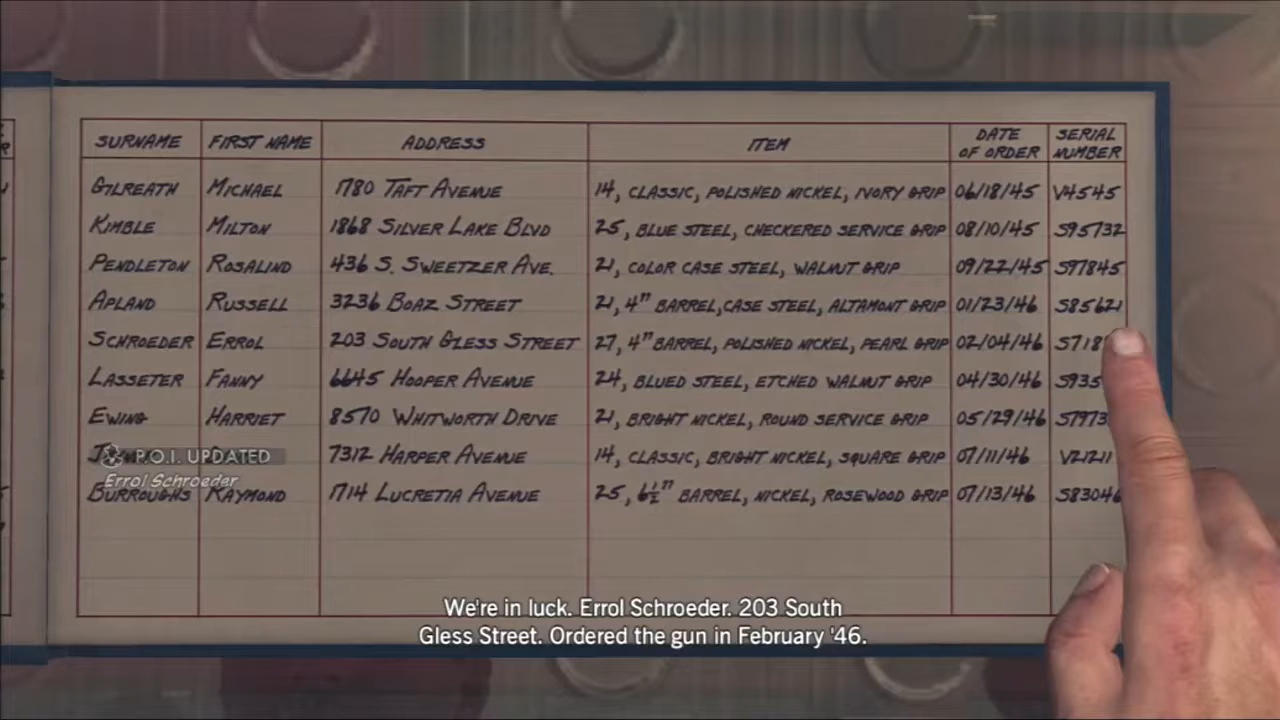 SURNAME FIRST NAME ADDRESS ITEM DATE OF ORDER SERIAL NUMBER
GILREATH MICHAEL 1780 TAFT AVENUE 14, CLASSIC, POLISHED NICKEL, IVORY GRIP 06/18/45 V4545
KIMBLE MILTON 1868 SILVER LAKE BLVD 25, BLUE STEEL, CHECKERED SERVICE GRIP 08/10/45 S95732
PENDLETON ROSALIND 436 S. SWEETZER AVE. 21, COLOR CASE STEEL, WALNUT GRIP 09/22/45 S97845
APLAND RUSSELL 3236 BOAZ STREET 21, 4" BARREL, CASE STEEL, ALTAMONT GRIP 01/23/46 S85621
SCHROEDER ERROL 203 SOUTH GLESS STREET 27, 4" BARREL, POLISHED NICKEL, PEARL GRIP 02/04/46
LASSETER FANNY 6645 HOOPER AVENUE 24, BLUED STEEL, ETCHED WALNUT GRIP 04/30/46
EWING HARRIET 8570 WHITWORTH DRIVE 21, BRIGHT NICKEL, ROUND SERVICE GRIP 05/29/46
P.O.I. UPDATED
7312 HARPER AVENUE 14, CLASSIC, BRIGHT NICKEL, SQUARE GRIP 07/11/46 V21211
Errol Schroeder
BURROUGHS RAYMOND 1714 LUCRETIA AVENUE 25, 6½" BARREL, NICKEL, ROSEWOOD GRIP 07/13/46 S83046
We're in luck. Errol Schroeder. 203 South
Gless Street. Ordered the gun in February '46.